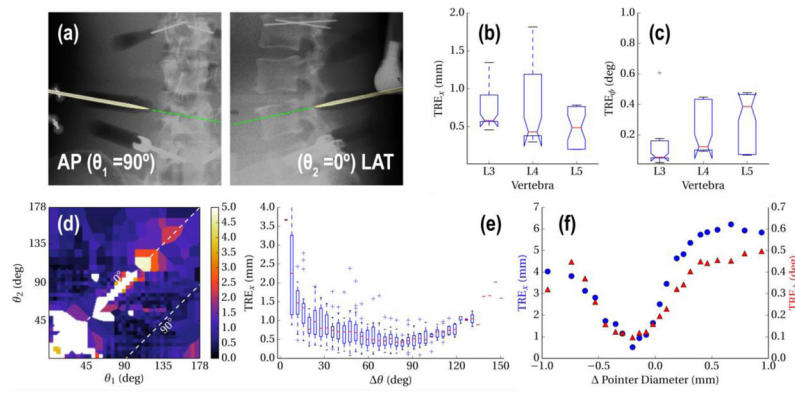 (a)
AP (θ1 =90º)
(θ2 =0º) LAT
(b)
2.0
1.5
1.0
0.5
TREx (mm)
L3
L4
L5
Vertebra
(c)
1.0
0.8
0.6
0.4
0.2
TREϕ (deg)
L3
L4
L5
Vertebra
(d)
178
135
90
45
θ2 (deg)
0°
90°
45
90
135
178
θ1 (deg)
5.0
4.5
4.0
3.5
3.0
2.5
2.0
1.5
1.0
0.5
0.0
(e)
4.0
3.5
3.0
2.5
2.0
1.5
1.0
0.5
0.0
TREx (mm)
0
30
60
90
120
150
Δθ (deg)
(f)
7
6
5
4
3
2
1
0
TREx (mm)
-1.0
-0.5
0.0
0.5
1.0
Δ Pointer Diameter (mm)
0.7
0.6
0.5
0.4
0.3
0.2
0.1
0.0
(deg)